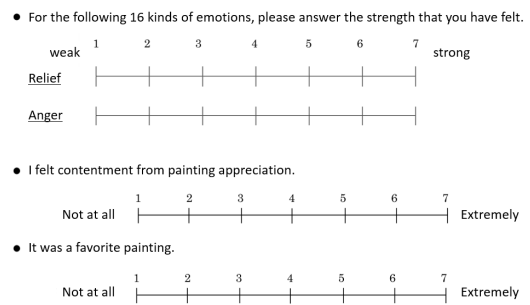 ● For the following 16 kinds of emotions, please answer the strength that you have felt.
weak 1 2 3 4 5 6 7 strong
Relief
Anger
● I felt contentment from painting appreciation.
1 2 3 4 5 6 7
Not at all Extremely
● It was a favorite painting.
1 2 3 4 5 6 7
Not at all Extremely